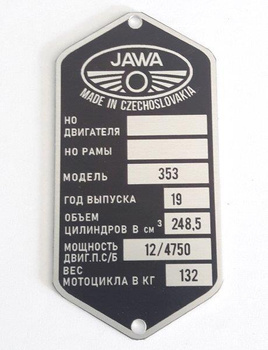 JAWA
MADE IN CZECHOSLOVAKIA
НО
ДВИГАТЕЛЯ
НО РАМЫ
МОДЕЛЬ 353
ГОД ВЫПУСКА 19
ОБЪЕМ
ЦИЛИНДРОВ В см³ 248,5
МОЩНОСТЬ
ДВИГ.П.С/Б 12/4750
ВЕС
МОТОЦИКЛА В КГ 132